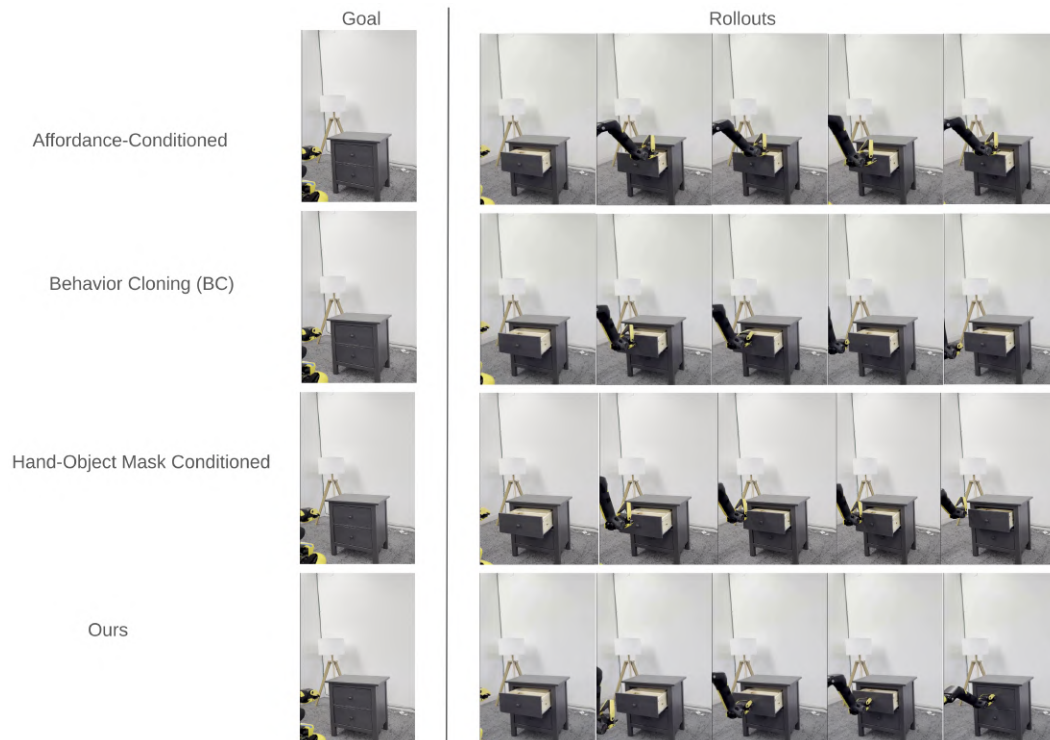 Goal
Rollouts
Affordance-Conditioned
Behavior Cloning (BC)
Hand-Object Mask Conditioned
Ours